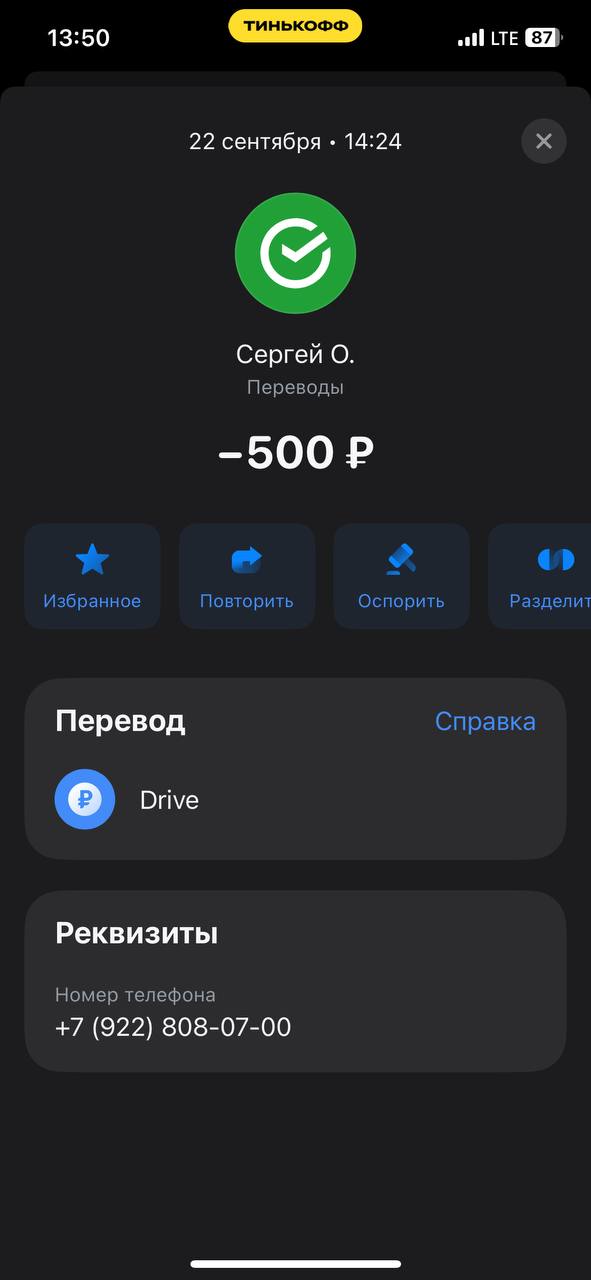 13:50
ТИНЬКОФФ
LTE 87
22 сентября • 14:24
Сергей О.
Переводы
–500 ₽
Избранное
Повторить
Оспорить
Разделит
Перевод
Справка
₽
Drive
Реквизиты
Номер телефона
+7 (922) 808-07-00